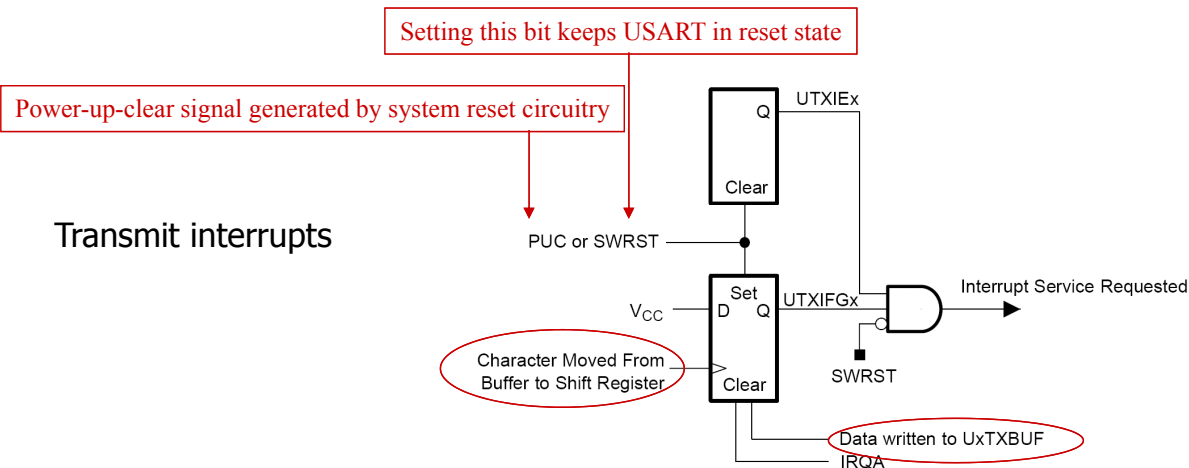 Setting this bit keeps USART in reset state
Power-up-clear signal generated by system reset circuitry
UTXIEx
Q
Clear
Transmit interrupts
PUC or SWRST
Set
UTXIFGx
Interrupt Service Requested
VCC
D
Q
Character Moved From
Buffer to Shift Register
Clear
SWRST
Data written to UxTXBUF
IRQA